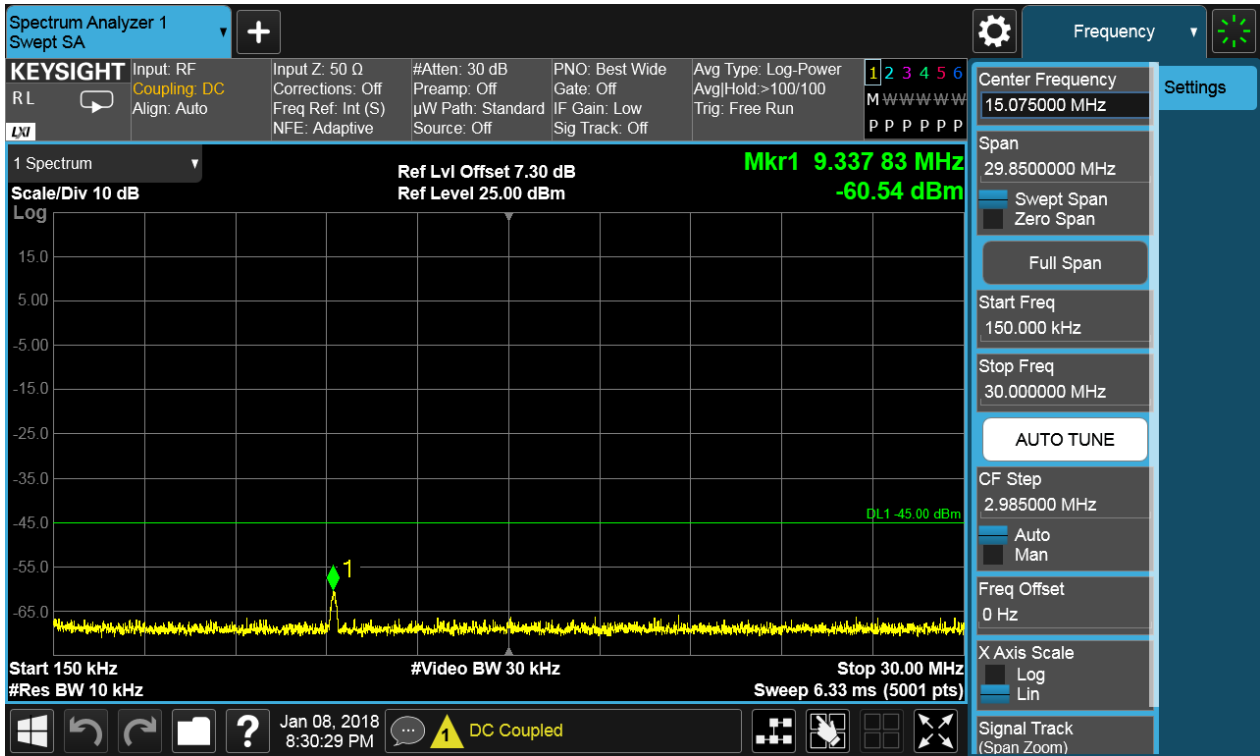 Spectrum Analyzer 1
Swept SA
+
Frequency
KEYSIGHT
RL
LXI
Input: RF
Coupling: DC
Align: Auto
Input Z: 50 Ω
Corrections: Off
Freq Ref: Int (S)
NFE: Adaptive
#Atten: 30 dB
Preamp: Off
µW Path: Standard
Source: Off
PNO: Best Wide
Gate: Off
IF Gain: Low
Sig Track: Off
Avg Type: Log-Power
Avg|Hold:>100/100
Trig: Free Run
1 2 3 4 5 6
M W W W W W
P P P P P P
1 Spectrum
Scale/Div 10 dB
Log
Ref Lvl Offset 7.30 dB
Ref Level 25.00 dBm
Mkr1 9.337 83 MHz
-60.54 dBm
15.0
5.00
-5.00
-15.0
-25.0
-35.0
-45.0
-55.0
-65.0
DL1 -45.00 dBm
1
Start 150 kHz
#Res BW 10 kHz
#Video BW 30 kHz
Stop 30.00 MHz
Sweep 6.33 ms (5001 pts)
Center Frequency
15.075000 MHz
Span
29.8500000 MHz
Swept Span
Zero Span
Full Span
Start Freq
150.000 kHz
Stop Freq
30.000000 MHz
AUTO TUNE
CF Step
2.985000 MHz
Auto
Man
Freq Offset
0 Hz
X Axis Scale
Log
Lin
Signal Track
(Span Zoom)
Settings
?
Jan 08, 2018
8:30:29 PM
1
DC Coupled